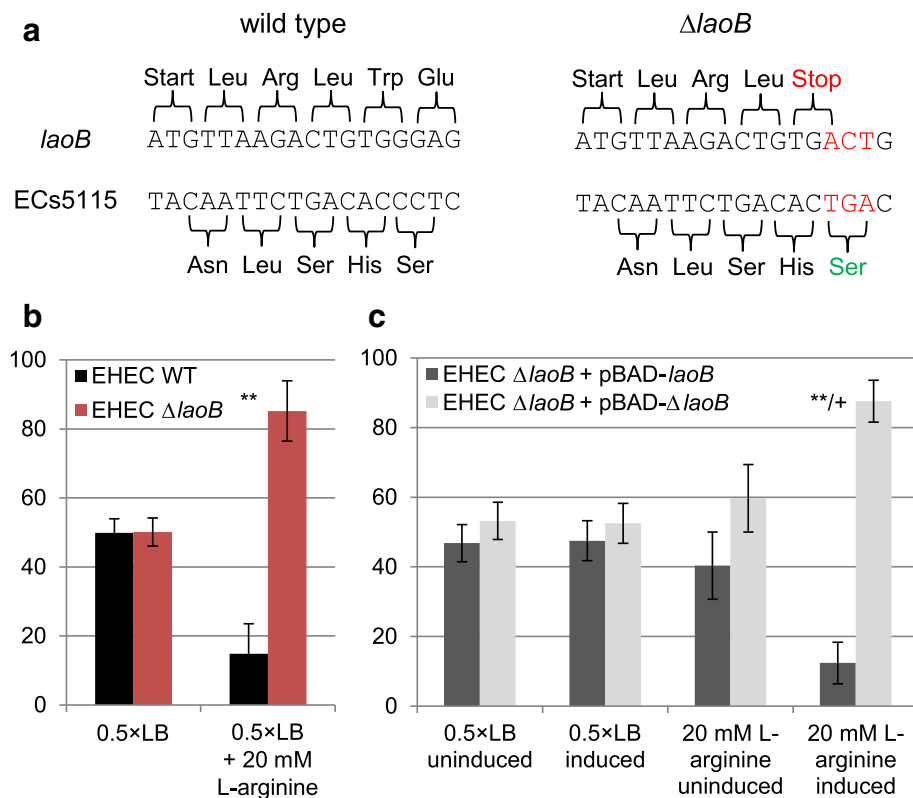 a
wild type
ΔlaoB
Start Leu Arg Leu Trp Glu
Start Leu Arg Leu Stop
laoB
ATGTTAAGACTGTGGGAG
ATGTTAAGACTGTGACTG
ECs5115
TACAATTCTGACACCCTC
TACAATTCTGACACTGAC
Asn Leu Ser His Ser
Asn Leu Ser His Ser
b
100
80
60
40
20
0
EHEC WT
EHEC ΔlaoB
**
0.5×LB
0.5×LB
+ 20 mM
L-arginine
c
100
80
60
40
20
0
EHEC ΔlaoB + pBAD-laoB
EHEC ΔlaoB + pBAD-ΔlaoB
**/+
0.5×LB
uninduced
0.5×LB
induced
20 mM L-
arginine
uninduced
20 mM L-
arginine
induced